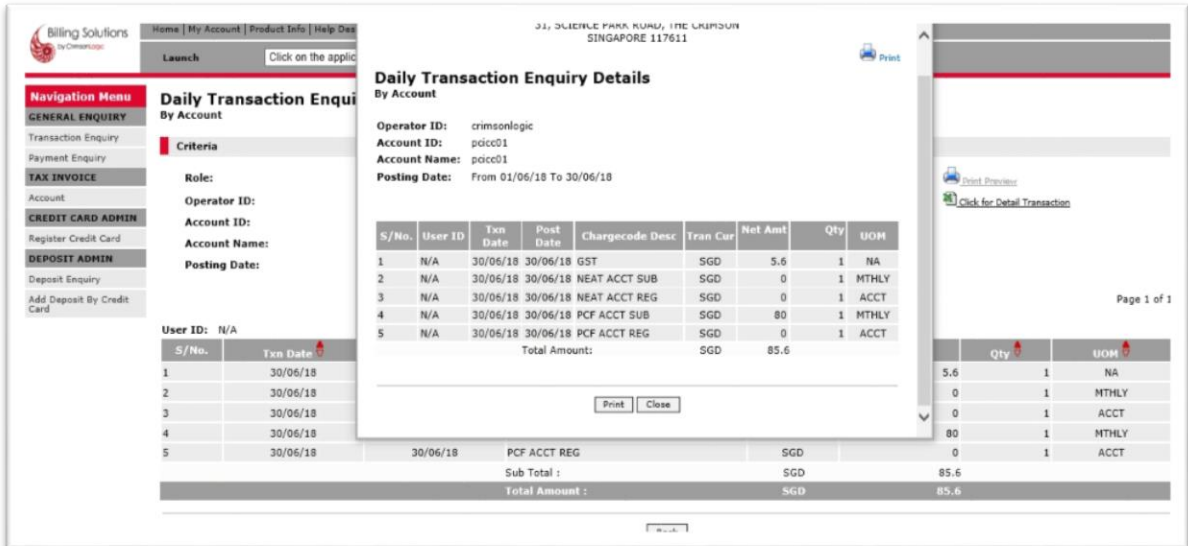 Billing Solutions
by CrimsonLogic
Home | My Account | Product Info | Help Des
Launch
Click on the applic
Navigation Menu
GENERAL ENQUIRY
Transaction Enquiry
Payment Enquiry
TAX INVOICE
Account
CREDIT CARD ADMIN
Register Credit Card
DEPOSIT ADMIN
Deposit Enquiry
Add Deposit By Credit
Card
Daily Transaction Enqui
By Account
Criteria
Role:
Operator ID:
Account ID:
Account Name:
Posting Date:
31, SCIENCE PARK ROAD, THE CRIMSON
SINGAPORE 117611
Print
Daily Transaction Enquiry Details
By Account
Operator ID: crimsonlogic
Account ID: pcicc01
Account Name: pcicc01
Posting Date: From 01/06/18 To 30/06/18
S/No. User ID Txn Date Post Date Chargecode Desc Tran Cur Net Amt Qty UOM
1 N/A 30/06/18 30/06/18 GST SGD 5.6 1 NA
2 N/A 30/06/18 30/06/18 NEAT ACCT SUB SGD 0 1 MTHLY
3 N/A 30/06/18 30/06/18 NEAT ACCT REG SGD 0 1 ACCT
4 N/A 30/06/18 30/06/18 PCF ACCT SUB SGD 80 1 MTHLY
5 N/A 30/06/18 30/06/18 PCF ACCT REG SGD 0 1 ACCT
Total Amount: SGD 85.6
Print Close
Print Preview
Click for Detail Transaction
Page 1 of 1
User ID: N/A
S/No. Txn Date Qty UOM
1 30/06/18 5.6 1 NA
2 30/06/18 0 1 MTHLY
3 30/06/18 0 1 ACCT
4 30/06/18 80 1 MTHLY
5 30/06/18 30/06/18 PCF ACCT REG SGD 0 1 ACCT
Sub Total : SGD 85.6
Total Amount : SGD 85.6